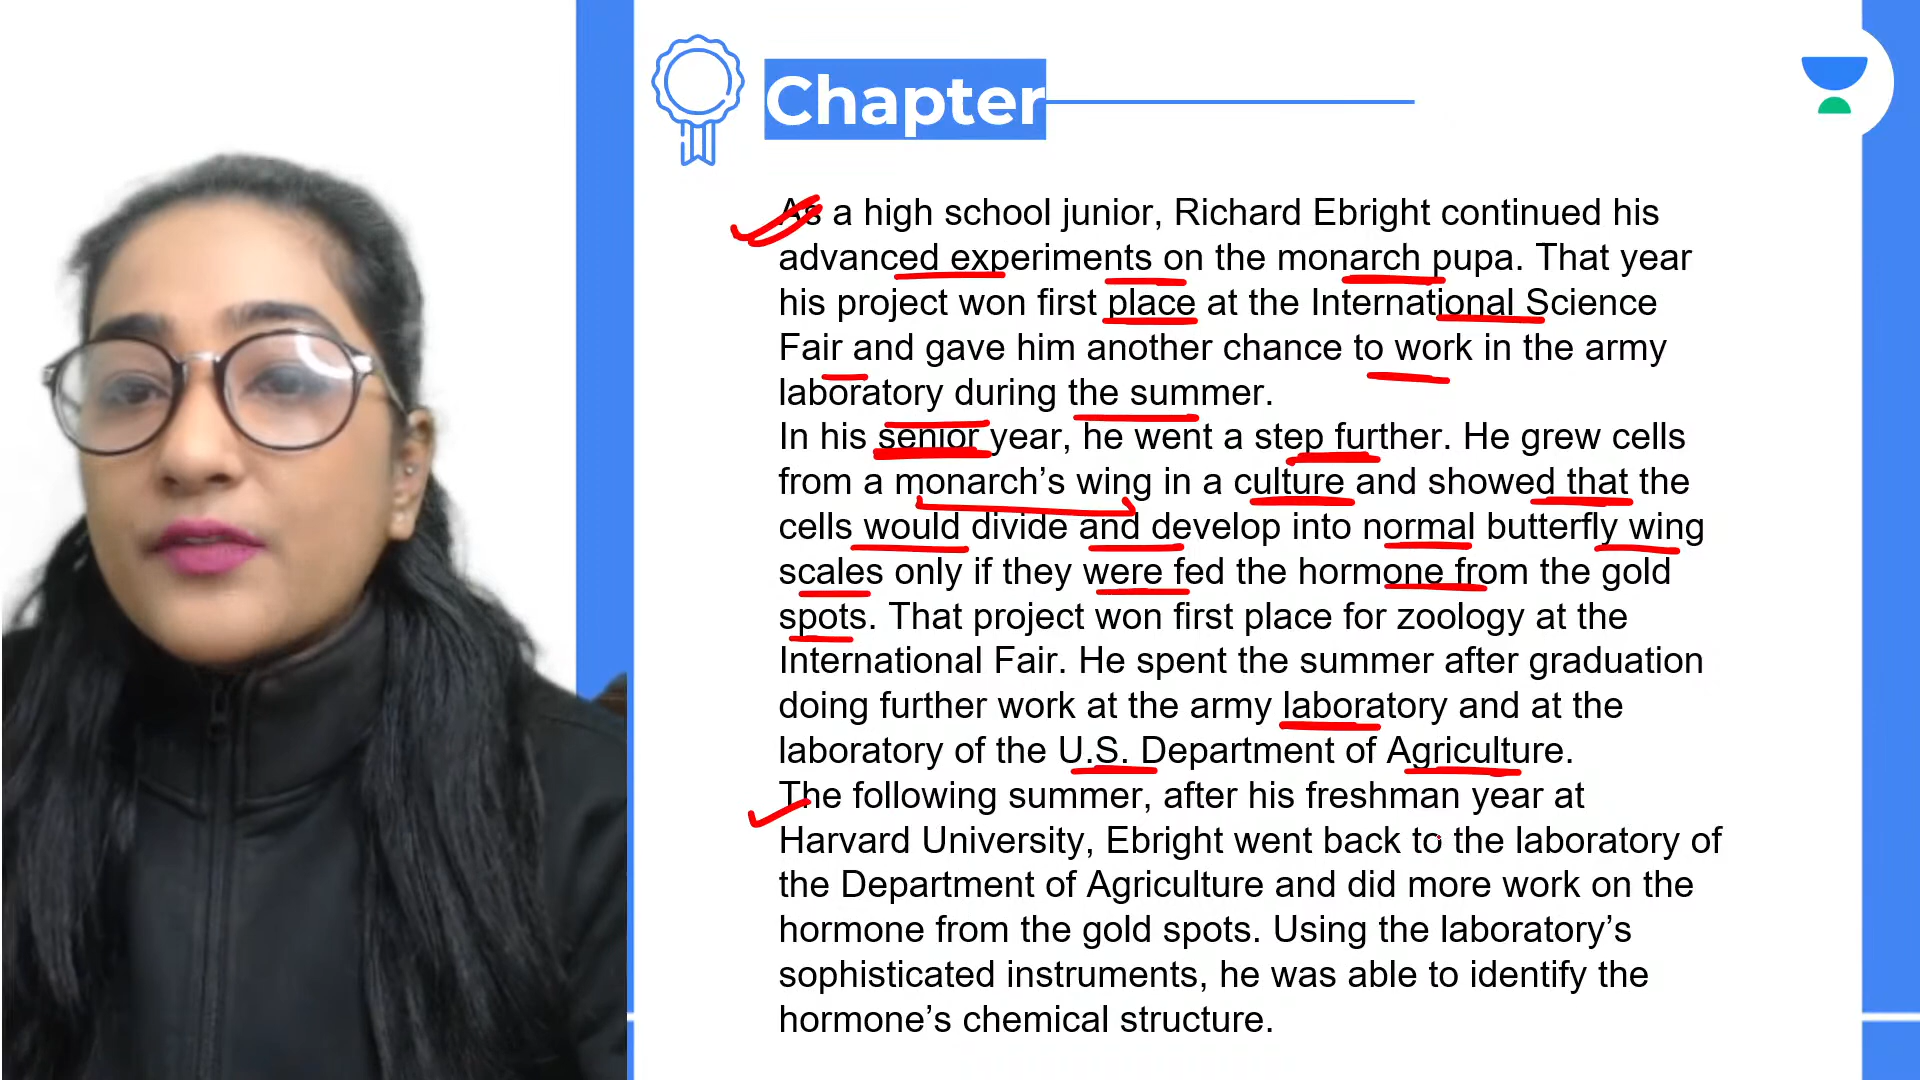 Chapter
As a high school junior, Richard Ebright continued his
advanced experiments on the monarch pupa. That year
his project won first place at the International Science
Fair and gave him another chance to work in the army
laboratory during the summer.
In his senior year, he went a step further. He grew cells
from a monarch’s wing in a culture and showed that the
cells would divide and develop into normal butterfly wing
scales only if they were fed the hormone from the gold
spots. That project won first place for zoology at the
International Fair. He spent the summer after graduation
doing further work at the army laboratory and at the
laboratory of the U.S. Department of Agriculture.
The following summer, after his freshman year at
Harvard University, Ebright went back to the laboratory of
the Department of Agriculture and did more work on the
hormone from the gold spots. Using the laboratory’s
sophisticated instruments, he was able to identify the
hormone’s chemical structure.